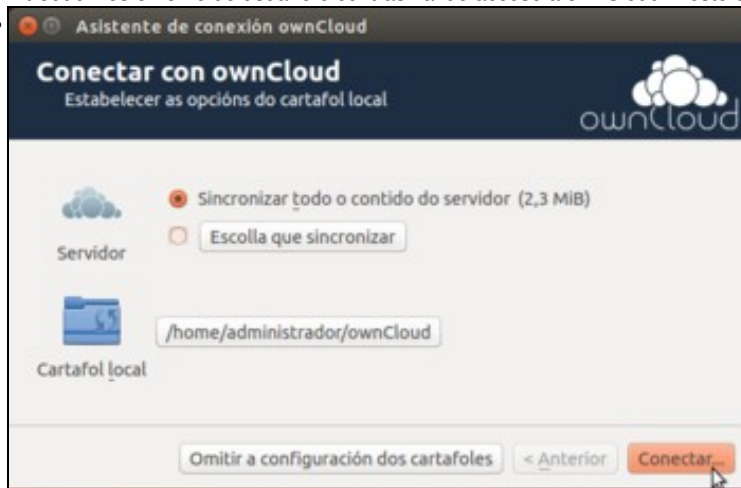 Asistente de conexión ownCloud
Conectar con ownCloud
Estabelecer as opcións do cartafol local
ownCloud
Sincronizar todo o contido do servidor (2,3 MiB)
Escolla que sincronizar
Servidor
/home/administrador/ownCloud
Cartafol local
Omitir a configuración dos cartafoles
< Anterior
Conectar...